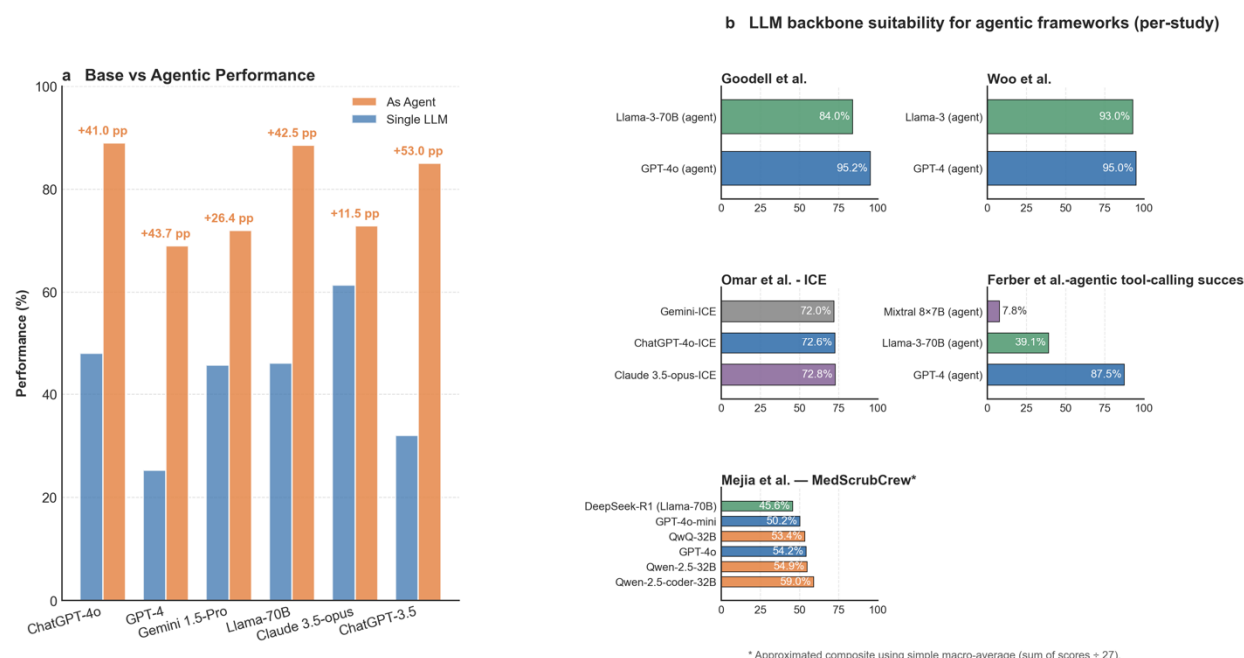 b LLM backbone suitability for agentic frameworks (per-study)
a Base vs Agentic Performance
As Agent
Single LLM
+41.0 pp
+43.7 pp
+26.4 pp
+42.5 pp
+11.5 pp
+53.0 pp
Performance (%)
100
80
60
40
20
0
ChatGPT-4o
GPT-4
Gemini 1.5-Pro
Llama-70B
Claude 3.5-opus
ChatGPT-3.5
Goodell et al.
Llama-3-70B (agent)
84.0%
GPT-4o (agent)
95.2%
0 25 50 75 100
Woo et al.
Llama-3 (agent)
93.0%
GPT-4 (agent)
95.0%
0 25 50 75 100
Omar et al. - ICE
Gemini-ICE
72.0%
ChatGPT-4o-ICE
72.6%
Claude 3.5-opus-ICE
72.8%
0 25 50 75 100
Ferber et al.-agentic tool-calling succes
Mixtral 8×7B (agent)
7.8%
Llama-3-70B (agent)
39.1%
GPT-4 (agent)
87.5%
0 25 50 75 100
Mejia et al. — MedScrubCrew*
DeepSeek-R1 (Llama-70B)
45.6%
GPT-4o-mini
50.2%
QwQ-32B
53.4%
GPT-4o
54.2%
Qwen-2.5-32B
54.9%
Qwen-2.5-coder-32B
59.0%
0 25 50 75 100
* Approximated composite using simple macro-average (sum of scores ÷ 27)